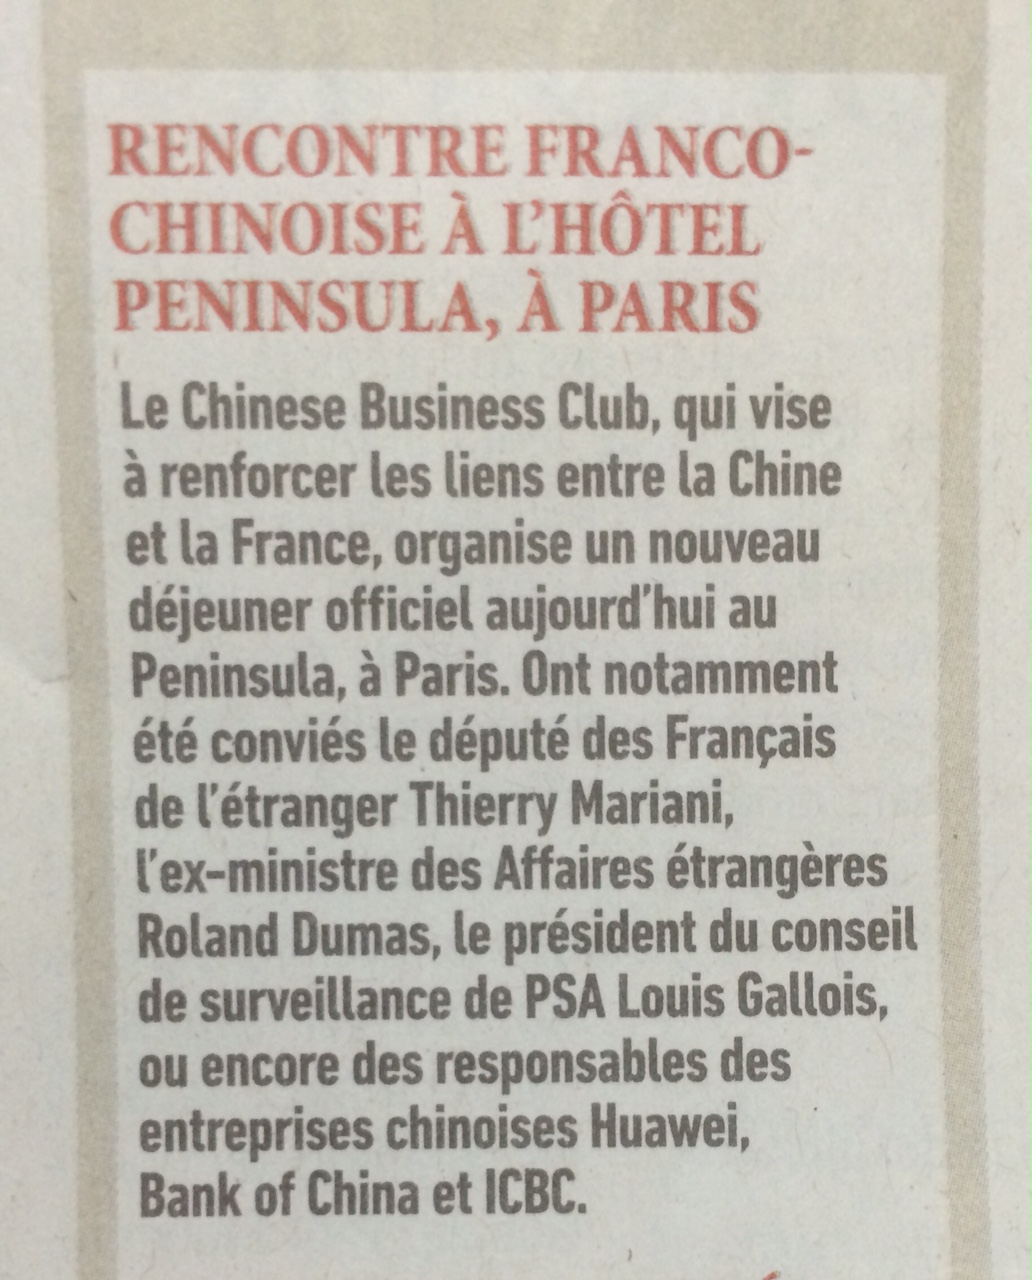 RENCONTRE FRANCO-
CHINOISE À L'HÔTEL
PENINSULA, À PARIS
Le Chinese Business Club, qui vise
à renforcer les liens entre la Chine
et la France, organise un nouveau
déjeuner officiel aujourd'hui au
Peninsula, à Paris. Ont notamment
été conviés le député des Français
de l'étranger Thierry Mariani,
l'ex-ministre des Affaires étrangères
Roland Dumas, le président du conseil
de surveillance de PSA Louis Gallois,
ou encore des responsables des
entreprises chinoises Huawei,
Bank of China et ICBC.